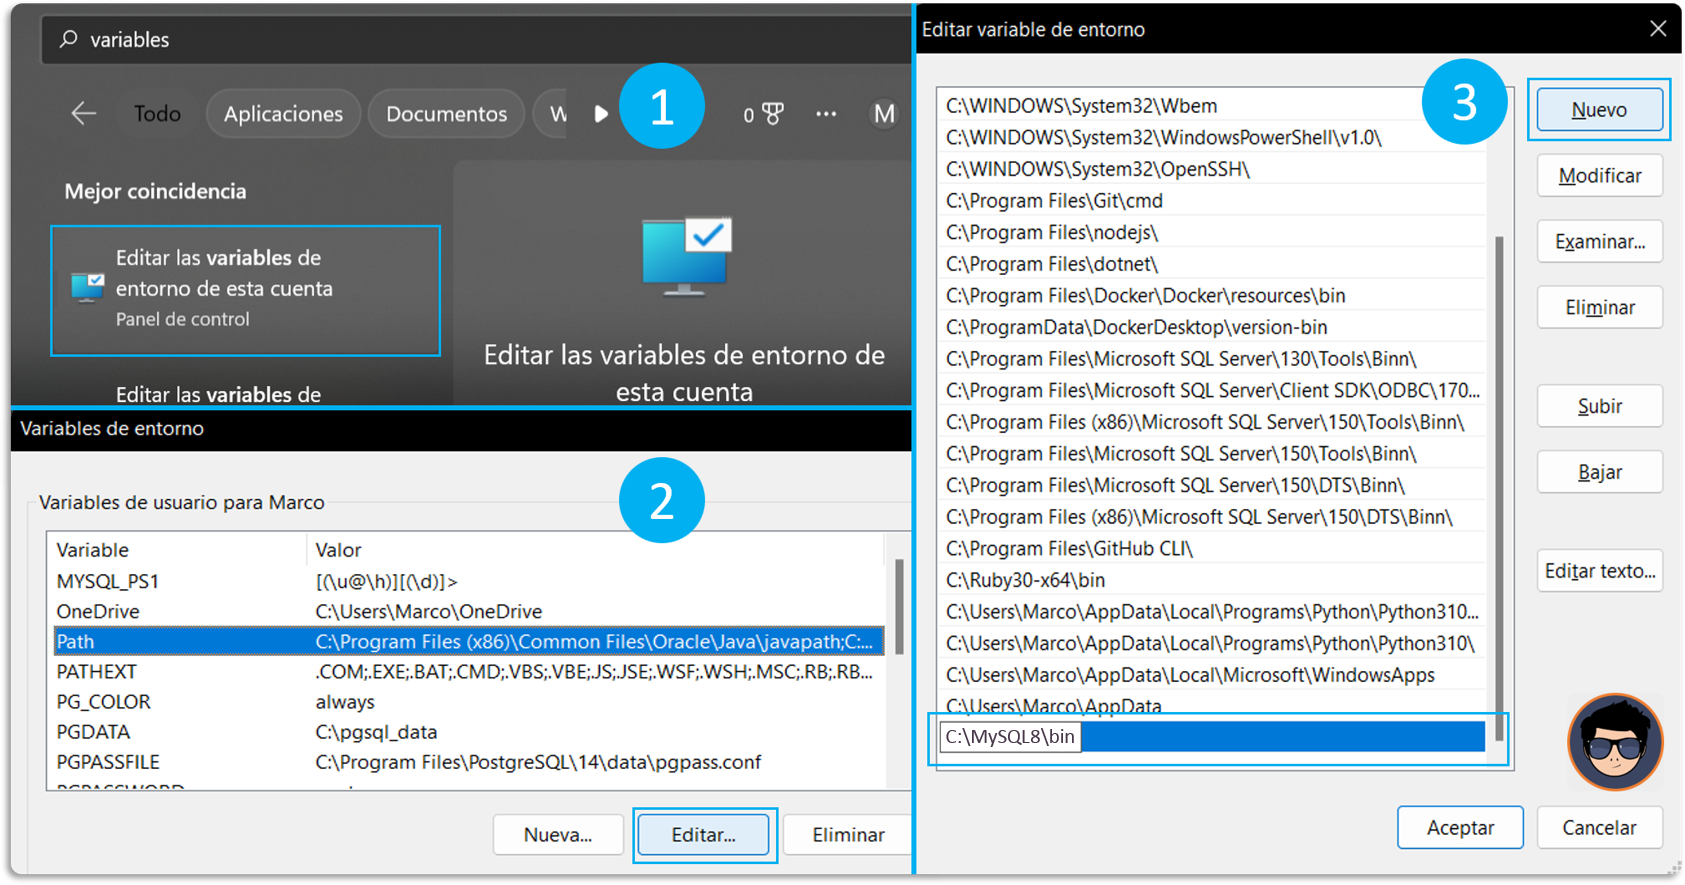 variables
1
Todo
Aplicaciones
Documentos
W
0
...
M
Mejor coincidencia
Editar las variables de
entorno de esta cuenta
Panel de control
Editar las variables de
Editar las variables de entorno de
esta cuenta
Variables de entorno
2
Variables de usuario para Marco
Variable Valor
MYSQL_PS1 [(\u@\h)][(\d)]>
OneDrive C:\Users\Marco\OneDrive
Path C:\Program Files (x86)\Common Files\Oracle\Java\javapath;C:...
PATHEXT .COM;.EXE;.BAT;.CMD;.VBS;.VBE;.JS;.JSE;.WSF;.WSH;.MSC;.RB;.RB...
PG_COLOR always
PGDATA C:\pgsql_data
PGPASSFILE C:\Program Files\PostgreSQL\14\data\pgpass.conf
PGPASSWORD
Nueva...
Editar...
Eliminar
Editar variable de entorno
3
C:\WINDOWS\System32\Wbem
C:\WINDOWS\System32\WindowsPowerShell\v1.0\
C:\WINDOWS\System32\OpenSSH\
C:\Program Files\Git\cmd
C:\Program Files\nodejs\
C:\Program Files\dotnet\
C:\Program Files\Docker\Docker\resources\bin
C:\ProgramData\DockerDesktop\version-bin
C:\Program Files\Microsoft SQL Server\130\Tools\Binn\
C:\Program Files\Microsoft SQL Server\Client SDK\ODBC\170...
C:\Program Files (x86)\Microsoft SQL Server\150\Tools\Binn\
C:\Program Files\Microsoft SQL Server\150\Tools\Binn\
C:\Program Files\Microsoft SQL Server\150\DTS\Binn\
C:\Program Files (x86)\Microsoft SQL Server\150\DTS\Binn\
C:\Program Files\GitHub CLI\
C:\Ruby30-x64\bin
C:\Users\Marco\AppData\Local\Programs\Python\Python310...
C:\Users\Marco\AppData\Local\Programs\Python\Python310\
C:\Users\Marco\AppData\Local\Microsoft\WindowsApps
C:\Users\Marco\AppData
C:\MySQL8\bin
Nuevo
Modificar
Examinar...
Eliminar
Subir
Bajar
Editar texto...
Aceptar
Cancelar